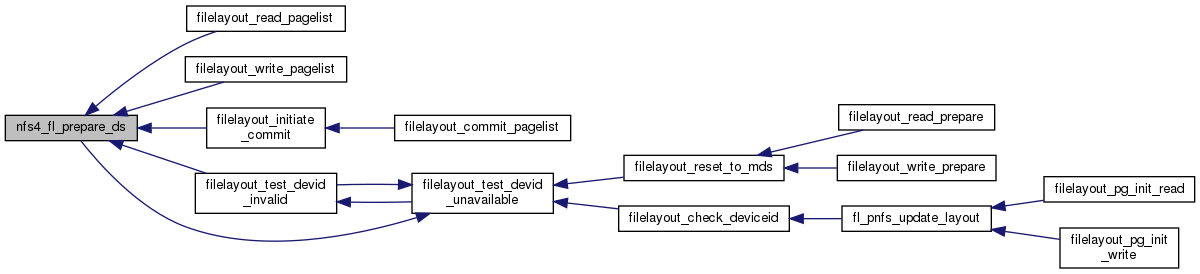 filelayout_read_pagelist
filelayout_write_pagelist
nfs4_fl_prepare_ds
filelayout_initiate
_commit
filelayout_commit_pagelist
filelayout_test_devid
_invalid
filelayout_test_devid
_unavailable
filelayout_reset_to_mds
filelayout_read_prepare
filelayout_write_prepare
filelayout_check_deviceid
fl_pnfs_update_layout
filelayout_pg_init_read
filelayout_pg_init
_write